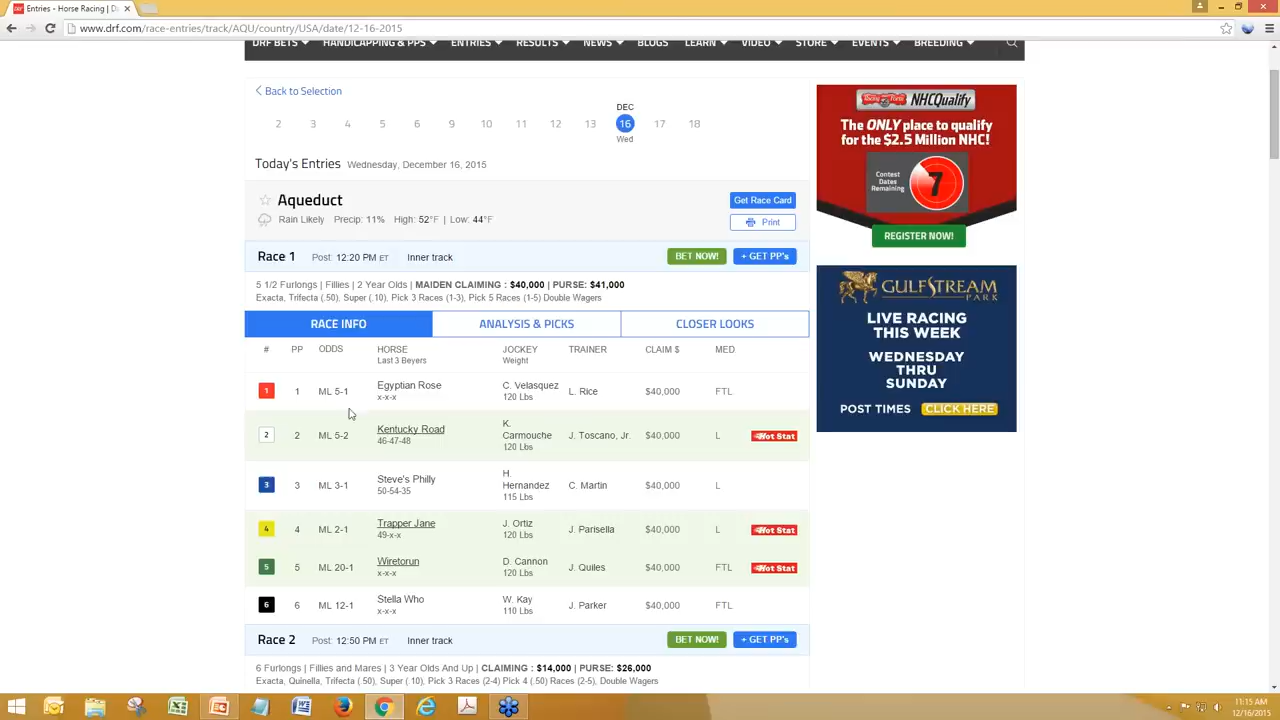 Entries - Horse Racing | Da
www.drf.com/race-entries/track/AQU/country/USA/date/12-16-2015
DRF BETS HANDICAPPING & PPS ENTRIES RESULTS NEWS BLOGS LEARN VIDEO STORE EVENTS BREEDING
Back to Selection
DEC
2 3 4 5 6 9 10 11 12 13 16 17 18
Wed
Today's Entries Wednesday, December 16, 2015
Aqueduct
Get Race Card
Rain Likely Precip: 11% High: 52°F | Low: 44°F
Print
Race 1 Post: 12:20 PM ET Inner track BET NOW! + GET PP's
5 1/2 Furlongs | Fillies | 2 Year Olds | MAIDEN CLAIMING : $40,000 | PURSE: $41,000
Exacta, Trifecta (.50), Super (.10), Pick 3 Races (1-3), Pick 5 Races (1-5) Double Wagers
RACE INFO ANALYSIS & PICKS CLOSER LOOKS
# PP ODDS HORSE JOCKEY TRAINER CLAIM $ MED
Last 3 Beyers Weight
1 1 ML 5-1 Egyptian Rose C. Velasquez L. Rice $40,000 FTL
x-x-x 120 Lbs
2 2 ML 5-2 Kentucky Road K. Carmouche J. Toscano, Jr. $40,000 L Hot Stat
46-47-48 120 Lbs
3 3 ML 3-1 Steve's Philly H. Hernandez C. Martin $40,000 L
50-54-35 115 Lbs
4 4 ML 2-1 Trapper Jane J. Ortiz J. Parisella $40,000 L Hot Stat
49-x-x 120 Lbs
5 5 ML 20-1 Wiretorun D. Cannon J. Quiles $40,000 FTL Hot Stat
x-x-x 120 Lbs
6 6 ML 12-1 Stella Who W. Kay J. Parker $40,000 FTL
x-x-x 110 Lbs
Race 2 Post: 12:50 PM ET Inner track BET NOW! + GET PP's
6 Furlongs | Fillies and Mares | 3 Year Olds And Up | CLAIMING : $14,000 | PURSE: $26,000
Exacta, Quinella, Trifecta (.50), Super (.10), Pick 3 Races (2-4) Pick 4 (.50) Races (2-5), Double Wagers
Racing Form NHCQualify
The ONLY place to qualify
for the $2.5 Million NHC!
Contest
Dates
Remaining
7
REGISTER NOW!
GULFSTREAM
PARK
LIVE RACING
THIS WEEK
WEDNESDAY
THRU
SUNDAY
POST TIMES CLICK HERE
11:15 AM
12/16/2015